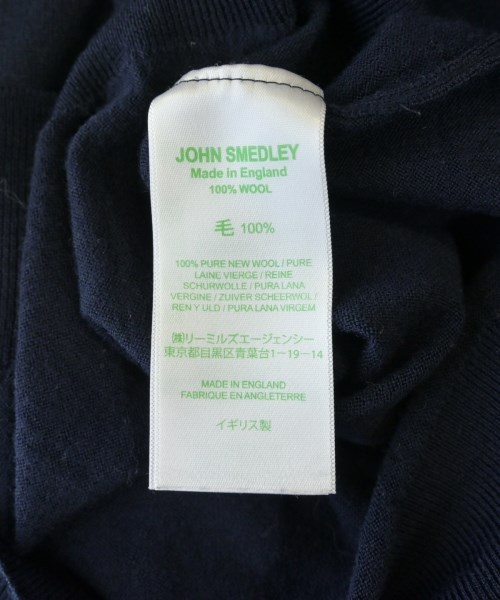 JOHN SMEDLEY
Made in England
100% WOOL
毛 100%
100% PURE NEW WOOL / PURE
LAINE VIERGE / REINE
SCHURWOLLE / PURA LANA
VERGINE / ZUIVER SCHEERWOL /
REN Y ULD / PURA LANA VIRGEM
㈱リーミルズエージェンシー
東京都目黒区青葉台1-19-14
MADE IN ENGLAND
FABRIQUE EN ANGLETERRE
イギリス製